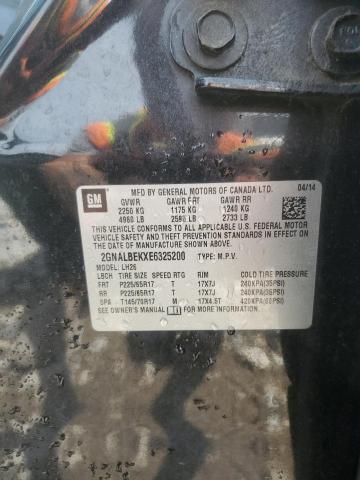 GM
MFD BY GENERAL MOTORS OF CANADA LTD. 04/14
GVWR GAWR FRT GAWR RR
2250 KG 1175 KG 1240 KG
4960 LB 2590 LB 2733 LB
THIS VEHICLE CONFORMS TO ALL APPLICABLE U.S. FEDERAL MOTOR
VEHICLE SAFETY AND THEFT PREVENTION STANDARDS IN EFFECT ON
THE DATE OF MANUFACTURE SHOWN ABOVE.
2GNALBEKXE6325200 TYPE: M.P.V.
MODEL: LH26
LBCH TIRE SIZE SPEED RTG RIM COLD TIRE PRESSURE
FRT P225/65R17 T 17X7J 240KPA(35PSI)
RR P225/65R17 T 17X7J 240KPA(35PSI)
SPA T145/70R17 M 17X4.5T 420KPA(60PSI)
SEE OWNER'S MANUAL FOR MORE INFORMATION.